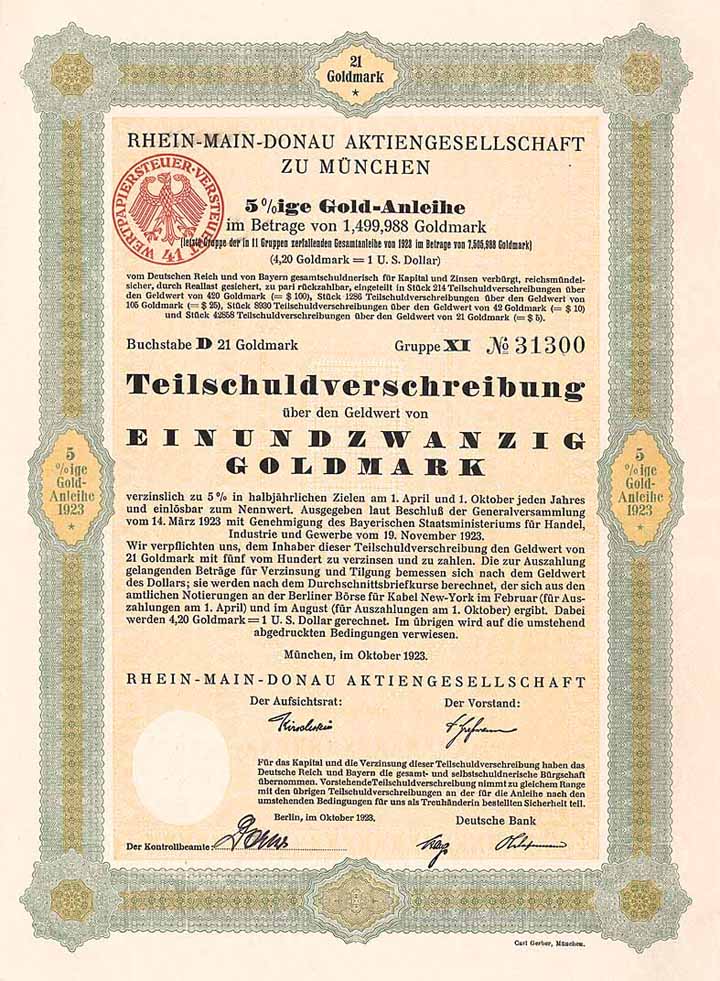 21
Goldmark
*
RHEIN-MAIN-DONAU AKTIENGESELLSCHAFT
ZU MÜNCHEN
WERTPAPIERSTEUER·VERSTEUERT
14
5%ige Gold-Anleihe
im Betrage von 1,499,988 Goldmark
(letzte Gruppe der in 11 Gruppen zerfallenden Gesamtanleihe von 1923 im Betrage von 7,505,988 Goldmark)
(4,20 Goldmark = 1 U. S. Dollar)
vom Deutschen Reich und von Bayern gesamtschuldnerisch für Kapital und Zinsen verbürgt, reichsmündel-
sicher, durch Reallast gesichert, zu pari rückzahlbar, eingeteilt in Stück 214 Teilschuldverschreibungen über
den Geldwert von 420 Goldmark (= $ 100), Stück 1286 Teilschuldverschreibungen über den Geldwert von
105 Goldmark (= $ 25), Stück 8930 Teilschuldverschreibungen über den Geldwert von 42 Goldmark (= $ 10)
und Stück 42858 Teilschuldverschreibungen über den Geldwert von 21 Goldmark (= $ 5).
Buchstabe D 21 Goldmark Gruppe XI № 31300
Teilschuldverschreibung
über den Geldwert von
EINUNDZWANZIG
GOLDMARK
5
%ige
Gold-
Anleihe
1923
*
5
%ige
Gold-
Anleihe
1923
*
verzinslich zu 5% in halbjährlichen Zielen am 1. April und 1. Oktober jeden Jahres
und einlösbar zum Nennwert. Ausgegeben laut Beschluß der Generalversammlung
vom 14. März 1923 mit Genehmigung des Bayerischen Staatsministeriums für Handel,
Industrie und Gewerbe vom 19. November 1923.
Wir verpflichten uns, dem Inhaber dieser Teilschuldverschreibung den Geldwert von
21 Goldmark mit fünf vom Hundert zu verzinsen und zu zahlen. Die zur Auszahlung
gelangenden Beträge für Verzinsung und Tilgung bemessen sich nach dem Geldwert
des Dollars; sie werden nach dem Durchschnittsbriefkurse berechnet, der sich aus den
amtlichen Notierungen an der Berliner Börse für Kabel New-York im Februar (für Aus-
zahlungen am 1. April) und im August (für Auszahlungen am 1. Oktober) ergibt. Dabei
werden 4,20 Goldmark = 1 U. S. Dollar gerechnet. Im übrigen wird auf die umstehend
abgedruckten Bedingungen verwiesen.
München, im Oktober 1923.
RHEIN-MAIN-DONAU AKTIENGESELLSCHAFT
Der Aufsichtsrat: Der Vorstand:
Für das Kapital und die Verzinsung dieser Teilschuldverschreibung haben das
Deutsche Reich und Bayern die gesamt- und selbstschuldnerische Bürgschaft
übernommen. Vorstehende Teilschuldverschreibung nimmt zu gleichem Range
mit den übrigen Teilschuldverschreibungen an der für die Anleihe nach den
umstehenden Bedingungen für uns als Treuhänderin bestellten Sicherheit teil.
Berlin, im Oktober 1923. Deutsche Bank
Der Kontrollbeamte:
Carl Gerber, München.